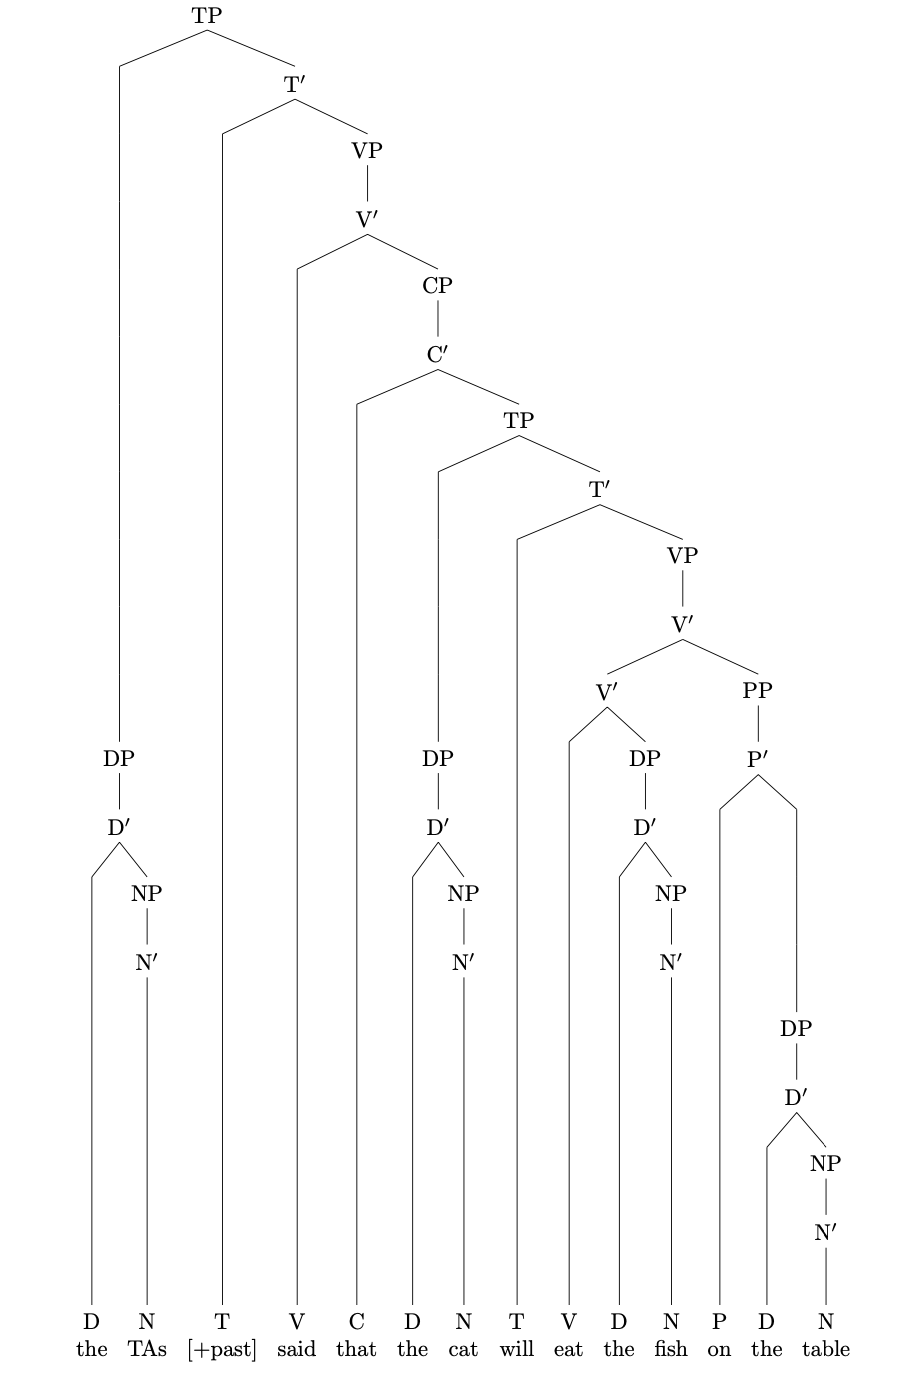 TP
T′
VP
V′
CP
C′
TP
T′
VP
V′
V′ PP
DP DP DP P′
D′ D′ D′
NP NP NP
N′ N′ N′
DP
D′
NP
N′
D N T V C D N T V D N P D N
the TAs [+past] said that the cat will eat the fish on the table